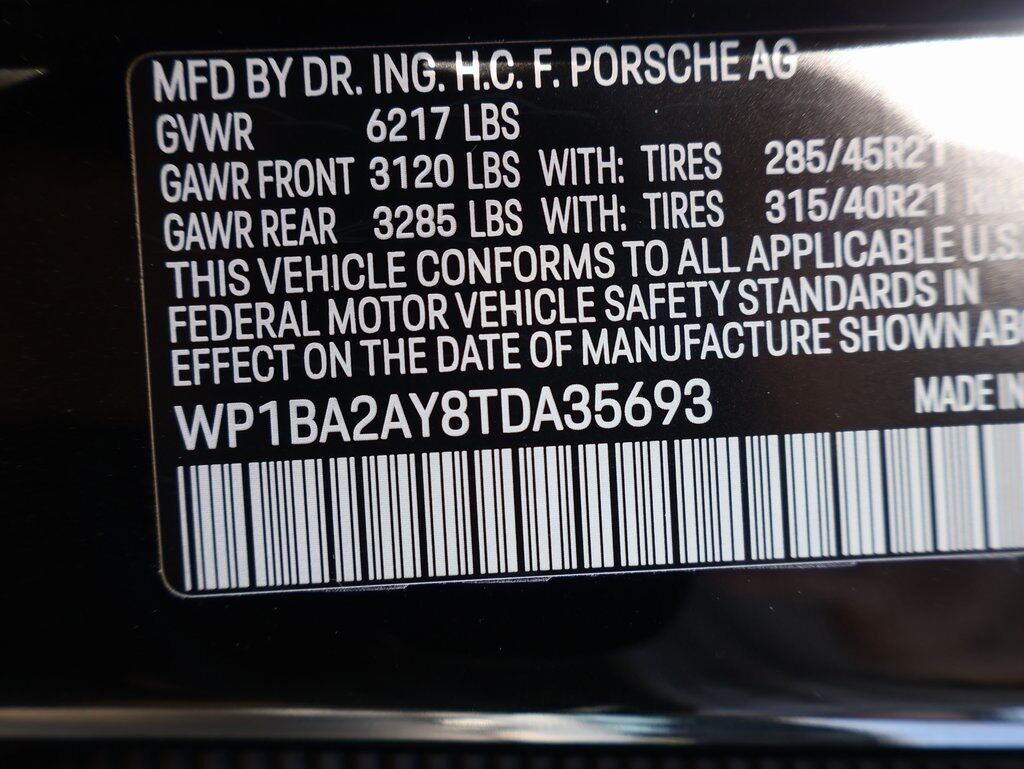 MFD BY DR. ING. H.C. F. PORSCHE AG
GVWR 6217 LBS
GAWR FRONT 3120 LBS WITH: TIRES 285/45R21
GAWR REAR 3285 LBS WITH: TIRES 315/40R21
THIS VEHICLE CONFORMS TO ALL APPLICABLE U.S.
FEDERAL MOTOR VEHICLE SAFETY STANDARDS IN
EFFECT ON THE DATE OF MANUFACTURE SHOWN
WP1BA2AY8TDA35693 MADE IN